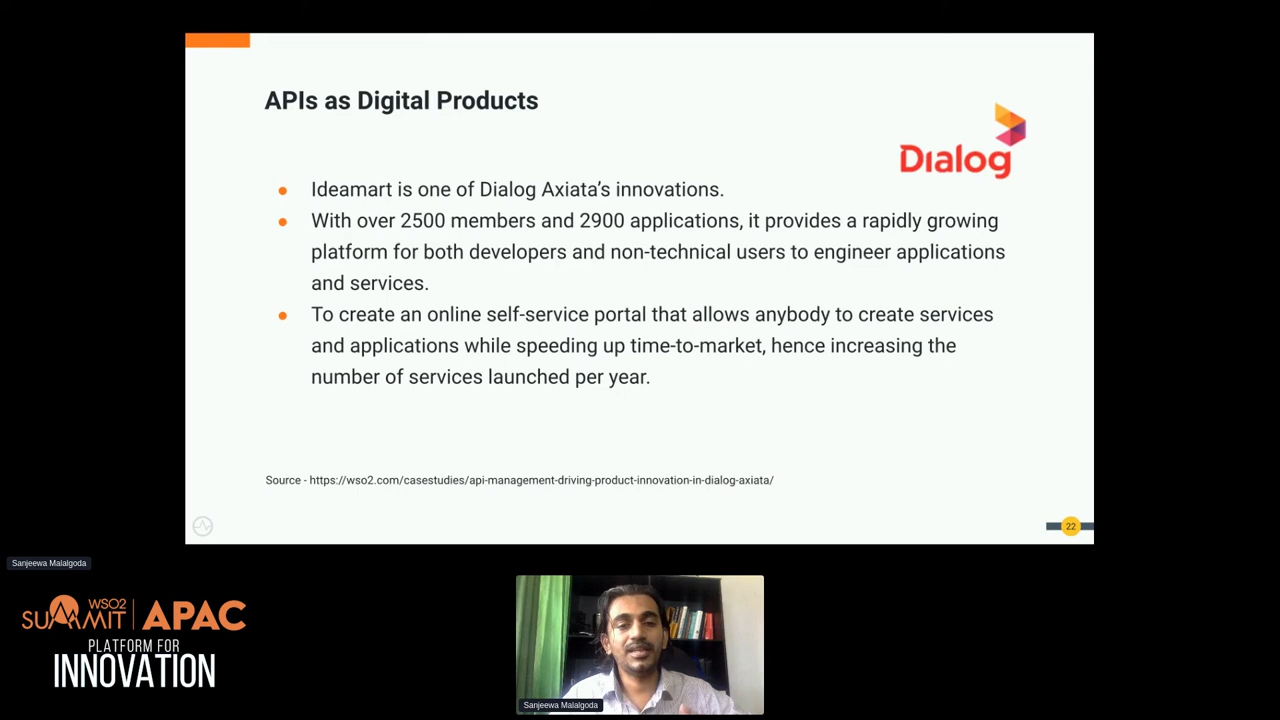 APIs as Digital Products
Dialog
● Ideamart is one of Dialog Axiata’s innovations.
● With over 2500 members and 2900 applications, it provides a rapidly growing
platform for both developers and non-technical users to engineer applications
and services.
● To create an online self-service portal that allows anybody to create services
and applications while speeding up time-to-market, hence increasing the
number of services launched per year.
Source - https://wso2.com/casestudies/api-management-driving-product-innovation-in-dialog-axiata/
22
Sanjeewa Malalgoda
WSO2
SUMMIT APAC
PLATFORM FOR
INNOVATION
Sanjeewa Malalgoda